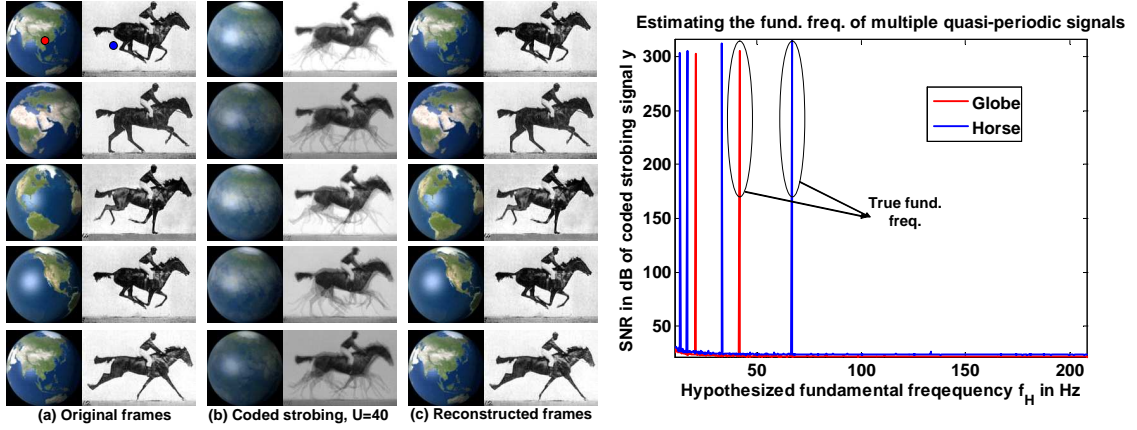 (a) Original frames
(b) Coded strobing, U=40
(c) Reconstructed frames
Estimating the fund. freq. of multiple quasi-periodic signals
SNR in dB of coded strobing signal y
300
250
200
150
100
50
Globe
Horse
True fund.
freq.
50 100 150 200
Hypothesized fundamental freqequency f_H in Hz